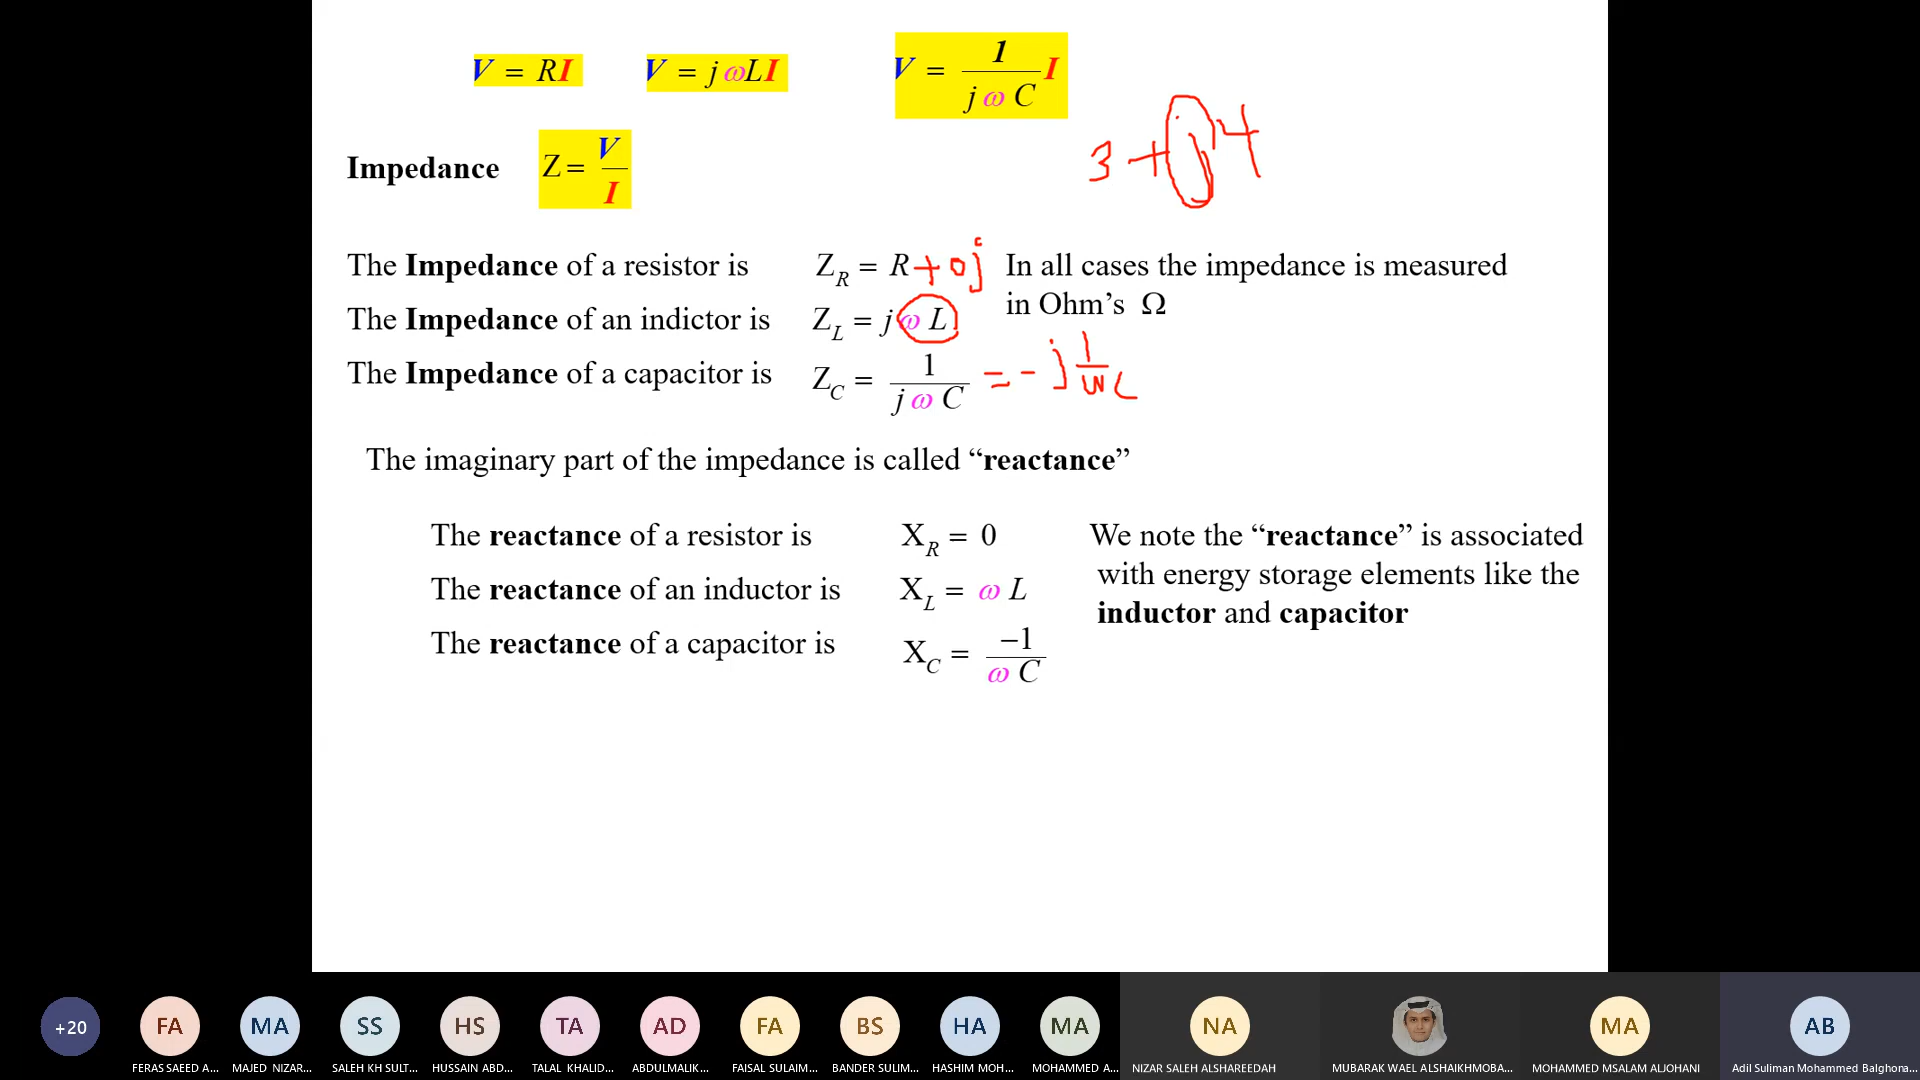 V = RI V = jωLI V = 1 / jωC I
3 + j4
Impedance Z = V / I
The Impedance of a resistor is Z_R = R + 0j In all cases the impedance is measured
in Ohm’s Ω
The Impedance of an indictor is Z_L = jωL
The Impedance of a capacitor is Z_C = 1 / jωC = -j 1 / wc
The imaginary part of the impedance is called “reactance”
The reactance of a resistor is X_R = 0 We note the “reactance” is associated
with energy storage elements like the
The reactance of an inductor is X_L = ωL
inductor and capacitor
The reactance of a capacitor is X_C = −1 / ωC
+20 FA MA SS HS TA AD FA BS HA MA NA MA AB
FERAS SAEED A... MAJED NIZAR... SALEH KH SULT... HUSSAIN ABD... TALAL KHALID... ABDULMALIK... FAISAL SULAIM... BANDER SULIM... HASHIM MOH... MOHAMMED A... NIZAR SALEH ALSHAREEDAH MUBARAK WAEL ALSHAIKHMOBA... MOHAMMED MSALAM ALJOHANI Adil Suliman Mohammed Balghona...